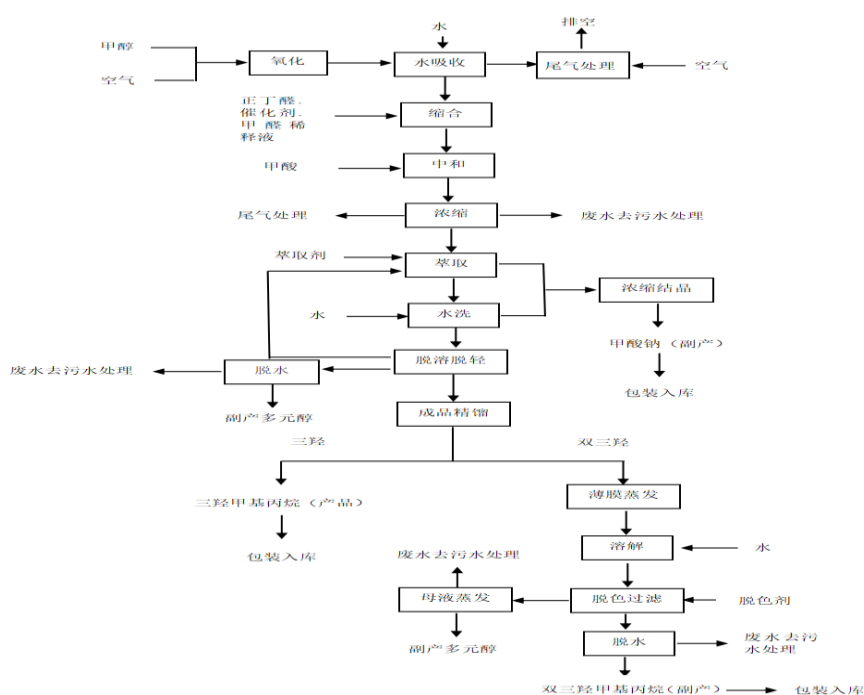 水
排空
甲醇
氧化
水吸收
尾气处理
空气
空气
正丁醛.
催化剂.
甲醛稀
释液
缩合
甲酸
中和
尾气处理
浓缩
废水去污水处理
萃取剂
萃取
浓缩结晶
水
水洗
甲酸钠（副产）
脱溶脱轻
废水去污水处理
脱水
包装入库
副产多元醇
成品精馏
三羟
双三羟
薄膜蒸发
三羟甲基丙烷（产品）
溶解
水
包装入库
废水去污水处理
母液蒸发
脱色过滤
脱色剂
脱水
废水去污
水处理
副产多元醇
双三羟甲基丙烷(副产)
包装入库